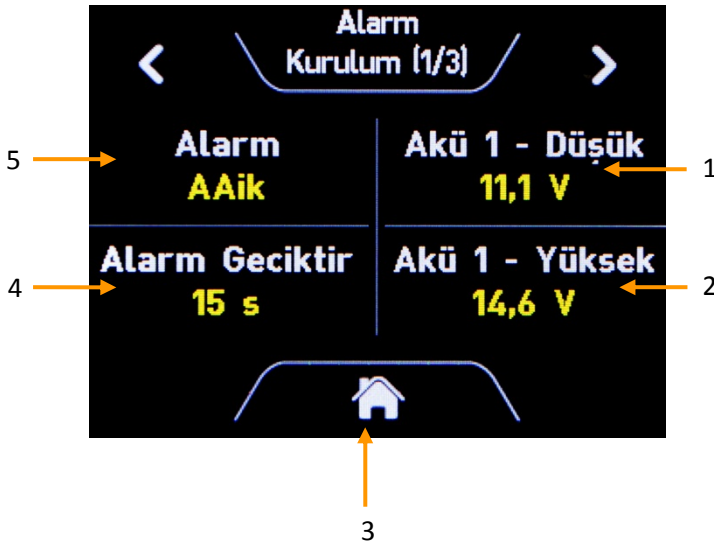 Alarm
Kurulum (1/3)
5
Alarm
AAik
Akü 1 - Düşük
11,1 V
1
4
Alarm Geciktir
15 s
Akü 1 - Yüksek
14,6 V
2
3